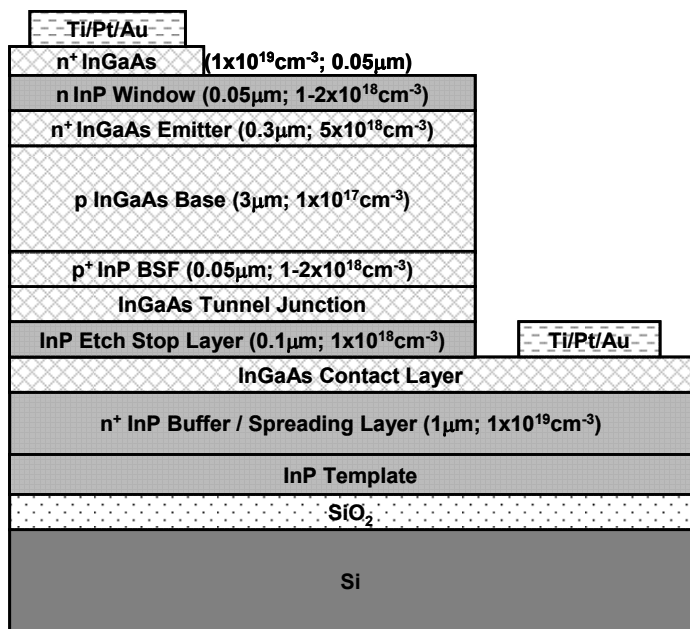 Ti/Pt/Au
n⁺ InGaAs (1x10¹⁹cm⁻³; 0.05μm)
n InP Window (0.05μm; 1-2x10¹⁸cm⁻³)
n⁺ InGaAs Emitter (0.3μm; 5x10¹⁸cm⁻³)
p InGaAs Base (3μm; 1x10¹⁷cm⁻³)
p⁺ InP BSF (0.05μm; 1-2x10¹⁸cm⁻³)
InGaAs Tunnel Junction
InP Etch Stop Layer (0.1μm; 1x10¹⁸cm⁻³)
Ti/Pt/Au
InGaAs Contact Layer
n⁺ InP Buffer / Spreading Layer (1μm; 1x10¹⁹cm⁻³)
InP Template
SiO₂
Si